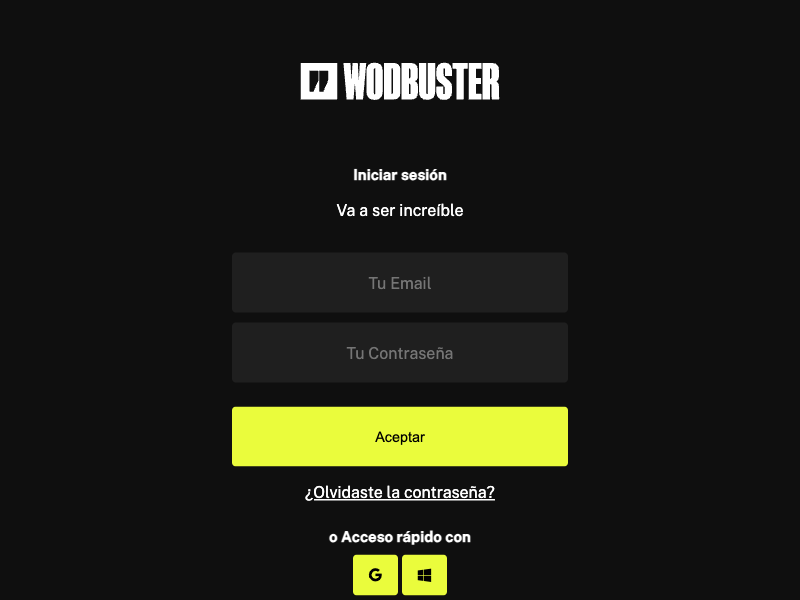 WODBUSTER
Iniciar sesión
Va a ser increíble
Tu Email
Tu Contraseña
Aceptar
¿Olvidaste la contraseña?
o Acceso rápido con
G